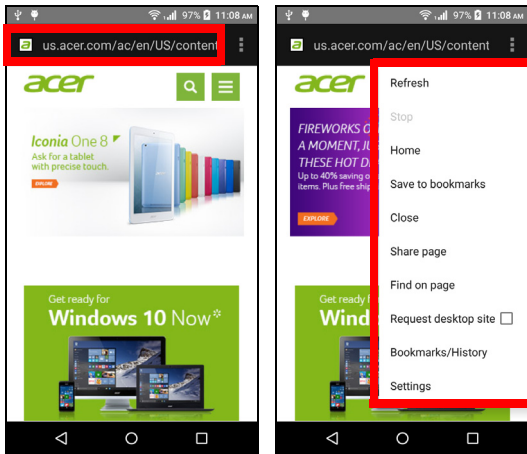 97% 11:08 AM
us.acer.com/ac/en/US/content
acer
Iconia One 8
Ask for a tablet
with precise touch.
EXPLORE
Get ready for
Windows 10 Now*
97% 11:08 AM
us.acer.com/ac/en/US/content
acer
FIREWORKS O
A MOMENT, JU
THESE HOT D
Up to 40% saving o
items. Plus free ship
EXPLORE
Get ready f
Wind
Refresh
Stop
Home
Save to bookmarks
Close
Share page
Find on page
Request desktop site
Bookmarks/History
Settings